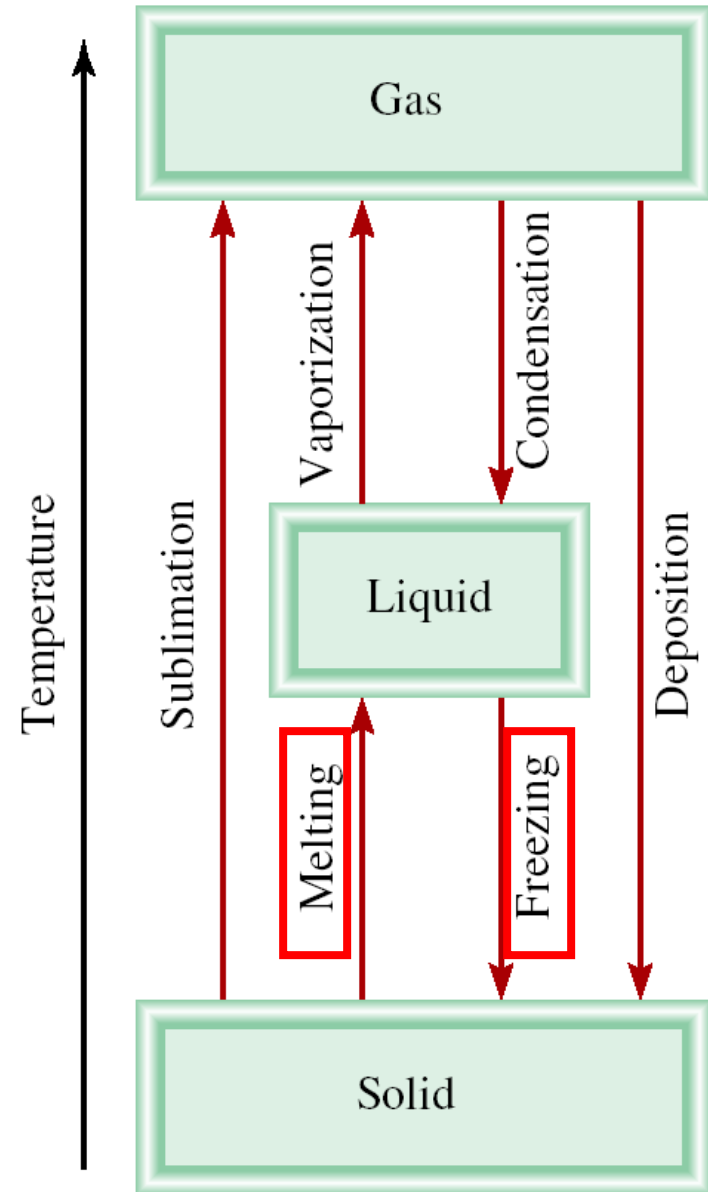 Gas
Vaporization
Condensation
Temperature
Sublimation
Liquid
Deposition
Melting
Freezing
Solid